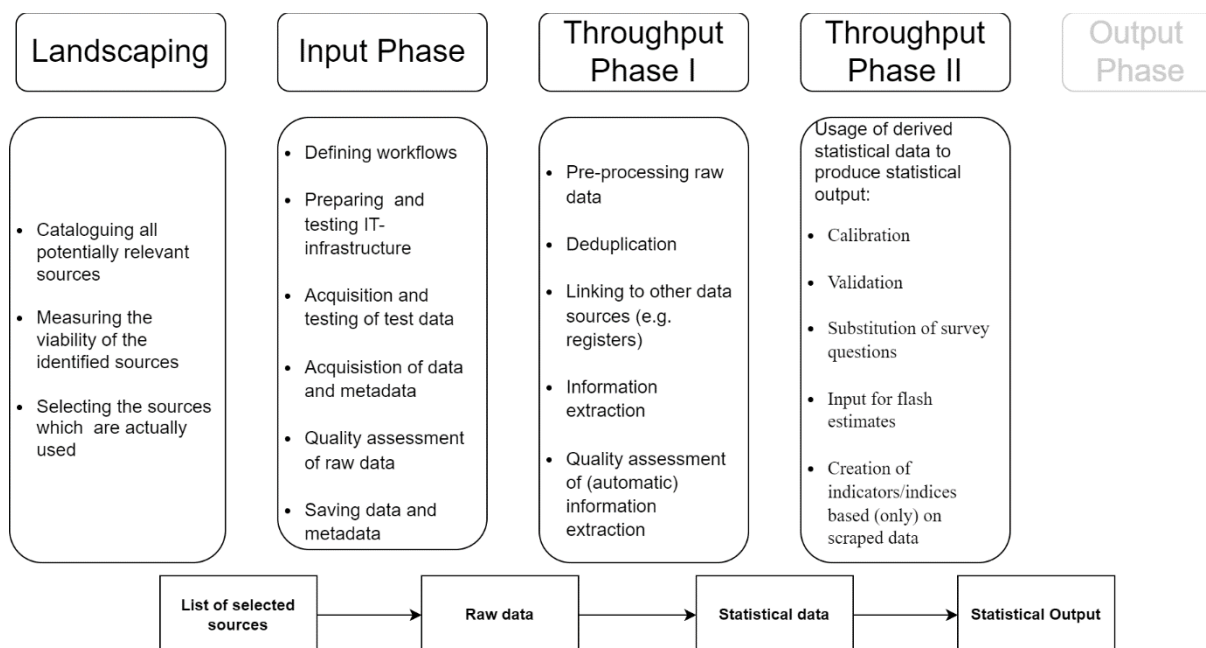 Landscaping
Input Phase
Throughput
Phase I
Throughput
Phase II
Output
Phase
Cataloguing all
potentially relevant
sources
Measuring the
viability of the
identified sources
Selecting the sources
which are actually
used
Defining workflows
Preparing and
testing IT-
infrastructure
Acquisition and
testing of test data
Acquisistion of data
and metadata
Quality assessment
of raw data
Saving data and
metadata
Pre-processing raw
data
Deduplication
Linking to other data
sources (e.g.
registers)
Information
extraction
Quality assessment
of (automatic)
information
extraction
Usage of derived
statistical data to
produce statistical
output:
Calibration
Validation
Substitution of survey
questions
Input for flash
estimates
Creation of
indicators/indices
based (only) on
scraped data
List of selected
sources
Raw data
Statistical data
Statistical Output